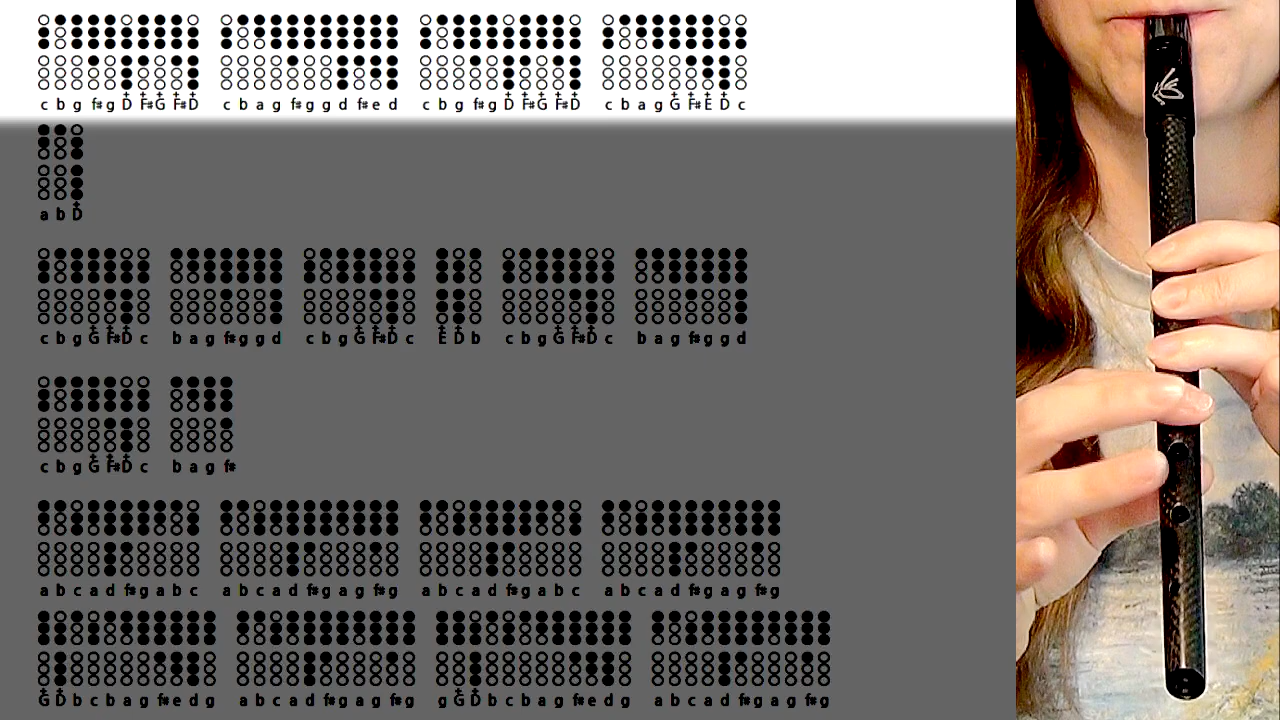 c b g f# g D F# G F# D c b a g f# g g d f# e d c b g f# g D F# G F# D c b a g G F# E D c
a b D
c b g G F# D c b a g f# g g d c b g G F# D c E D b c b g G F# D c b a g f# g g d
c b g G F# D c b a g f#
a b c a d f# g a b c a b c a d f# g a g f# g a b c a d f# g a b c a b c a d f# g a g f# g
G D b c b a g f# e d g a b c a d f# g a g f# g g G D b c b a g f# e d g a b c a d f# g a g f# g